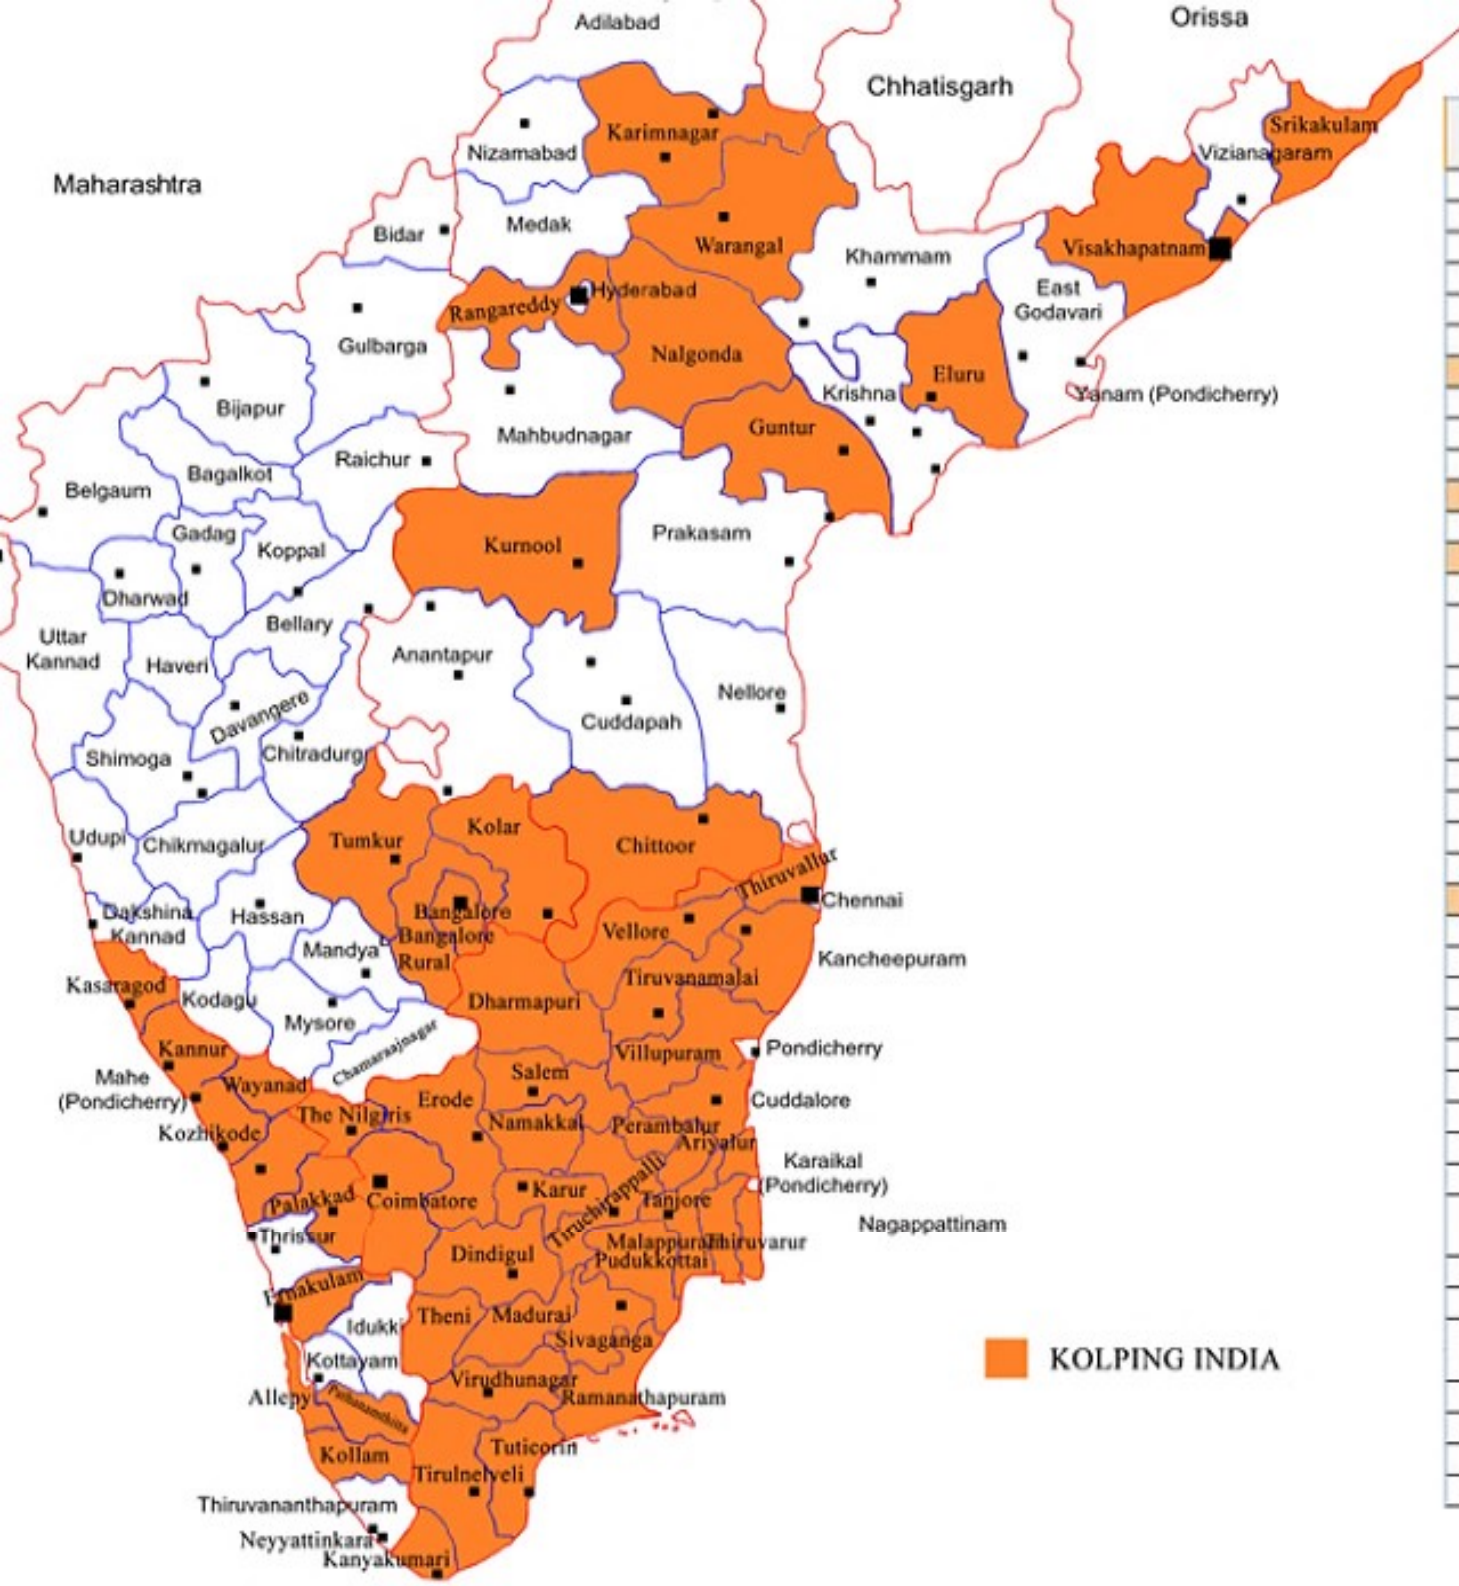 Adilabad
Orissa
Chhatisgarh
Karimnagar
Srikakulam
Nizamabad
Vizianagaram
Maharashtra
Medak
Bidar
Warangal
Visakhapatnam
Khammam
Hyderabad
East
Godavari
Rangareddy
Gulbarga
Nalgonda
Eluru
Krishna
Yanam (Pondicherry)
Bijapur
Guntur
Mahbudnagar
Raichur
Bagalkot
Belgaum
Gadag
Koppal
Kurnool
Prakasam
Dharwad
Bellary
Uttar
Kannad
Haveri
Anantapur
Nellore
Davangere
Cuddapah
Shimoga
Chitradurg
Kolar
Udupi
Chikmagalur
Tumkur
Chittoor
Thiruvallur
Chennai
Dakshina
Kannad
Hassan
Bangalore
Bangalore
Rural
Vellore
Mandya
Kancheepuram
Tiruvanamalai
Kasaragod
Kodagu
Dharmapuri
Mysore
Chamaraajnagar
Kannur
Villupuram
Pondicherry
Mahe
(Pondicherry)
Wayanad
Salem
Erode
Cuddalore
The Nilgiris
Namakkal
Perambalur
Kozhikode
Ariyalur
Karaikal
(Pondicherry)
Palakkad
Coimbatore
Karur
Tiruchirappalli
Tanjore
Nagappattinam
Thrissur
Dindigul
Malappuram
Thiruvarur
Pudukkottai
Ernakulam
Idukki
Theni
Madurai
Sivaganga
Kottayam
KOLPING INDIA
Virudhunagar
Allepy
Pathanamthitta
Ramanathapuram
Kollam
Tuticorin
Tirulnelveli
Thiruvananthapuram
Neyyattinkara
Kanyakumari